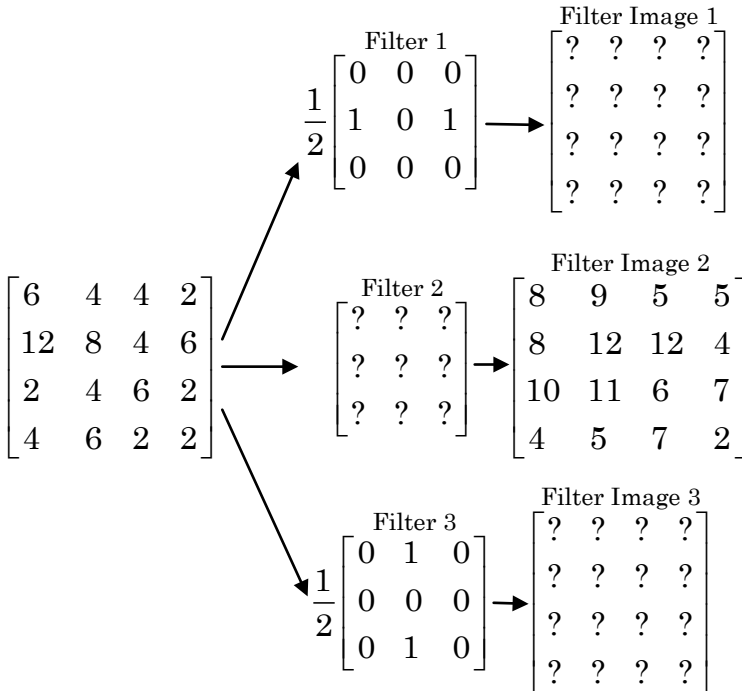 Filter 1
1/2 [0 0 0
1 0 1
0 0 0]
Filter Image 1
[? ? ? ?
? ? ? ?
? ? ? ?
? ? ? ?]
[6 4 4 2
12 8 4 6
2 4 6 2
4 6 2 2]
Filter 2
[? ? ?
? ? ?
? ? ?]
Filter Image 2
[8 9 5 5
8 12 12 4
10 11 6 7
4 5 7 2]
Filter 3
1/2 [0 1 0
0 0 0
0 1 0]
Filter Image 3
[? ? ? ?
? ? ? ?
? ? ? ?
? ? ? ?]